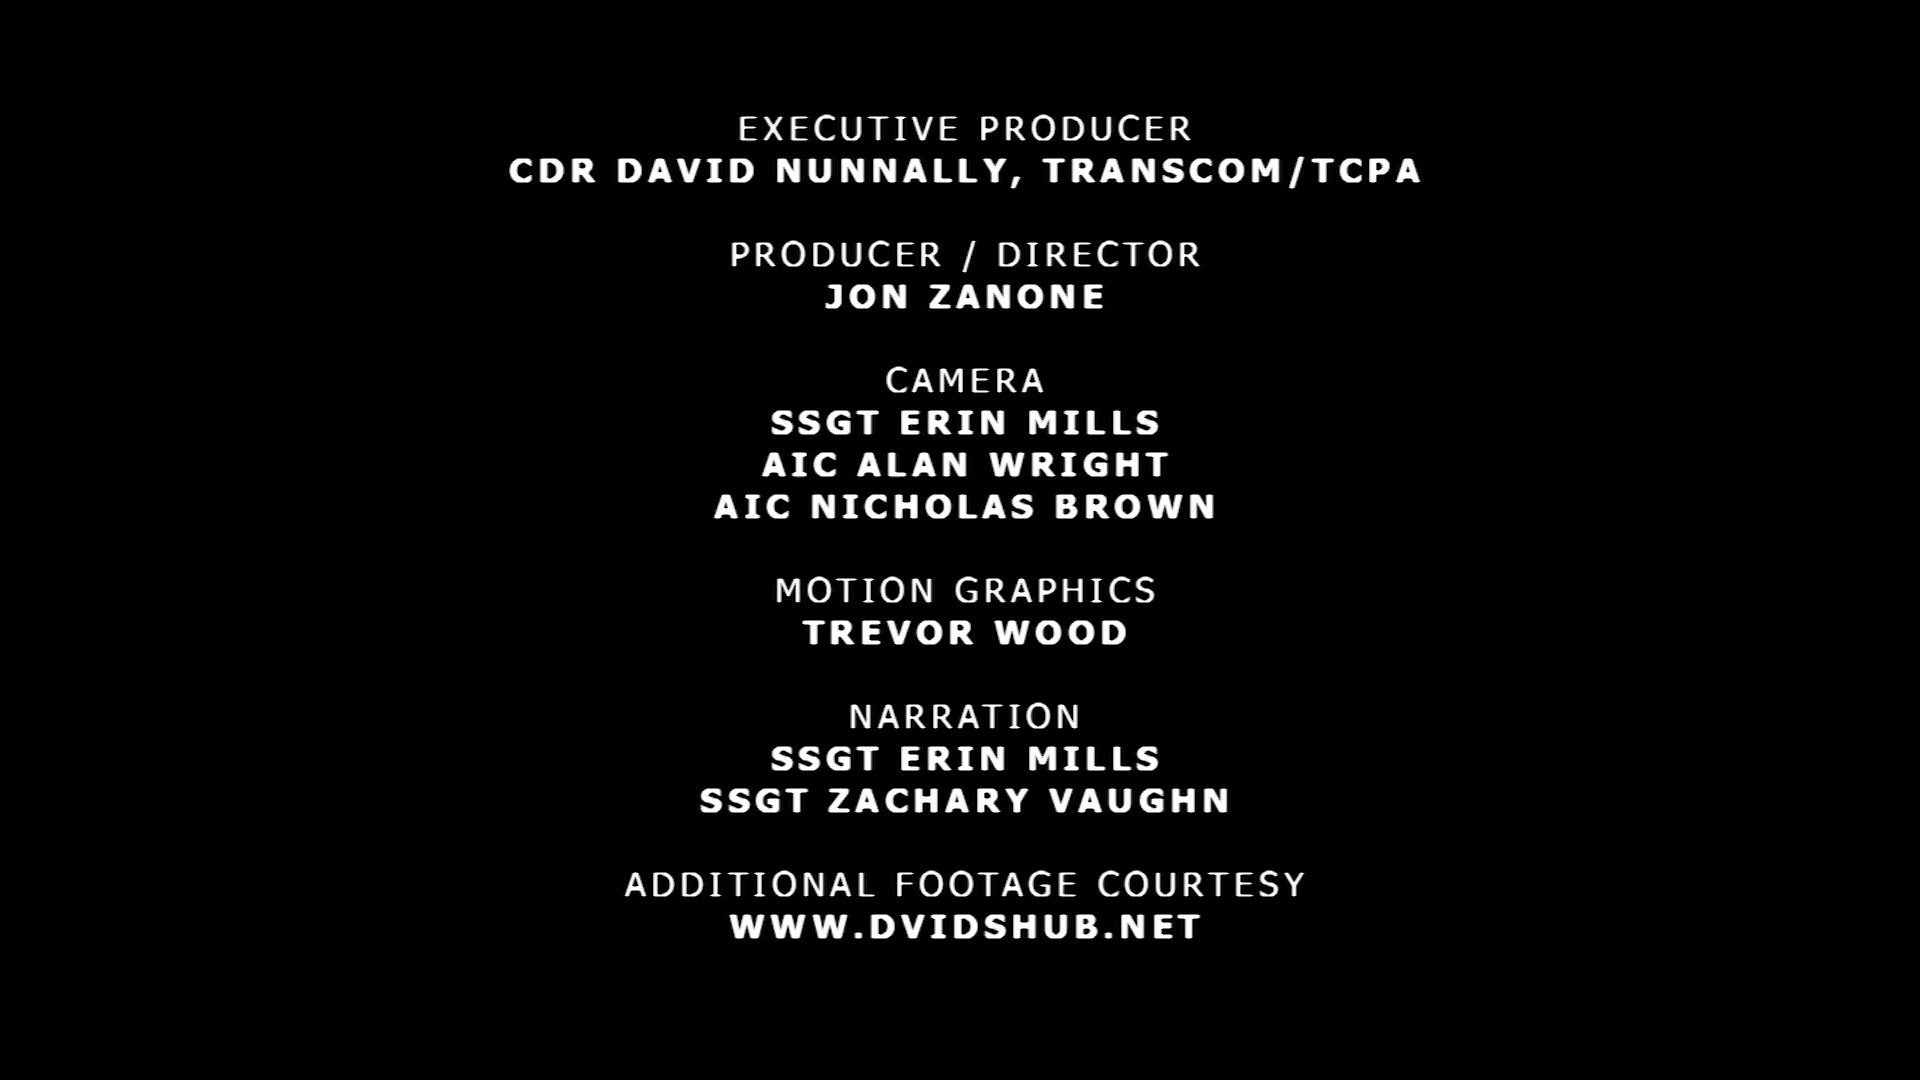 EXECUTIVE PRODUCER
CDR DAVID NUNNALLY, TRANSCOM/TCPA
PRODUCER / DIRECTOR
JON ZANONE
CAMERA
SSGT ERIN MILLS
AIC ALAN WRIGHT
AIC NICHOLAS BROWN
MOTION GRAPHICS
TREVOR WOOD
NARRATION
SSGT ERIN MILLS
SSGT ZACHARY VAUGHN
ADDITIONAL FOOTAGE COURTESY
WWW.DVIDSHUB.NET